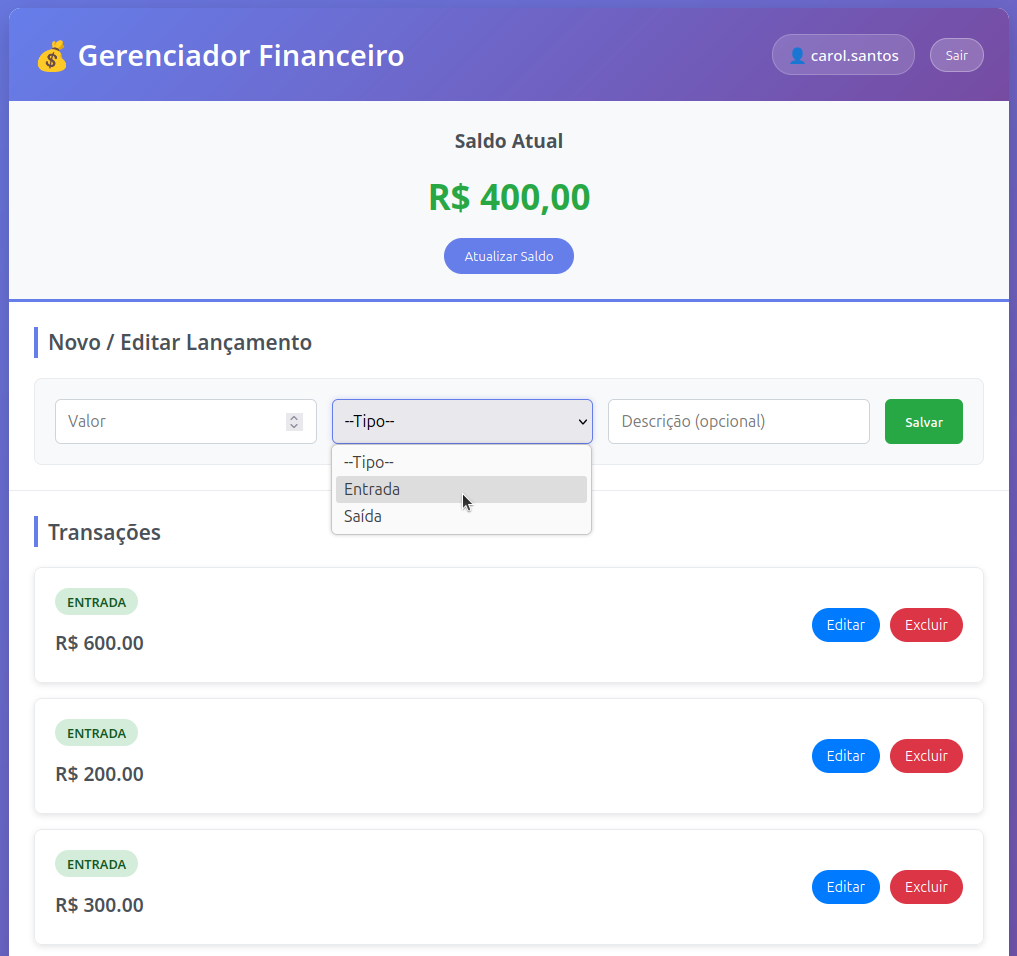 💰 Gerenciador Financeiro
👤 carol.santos
Sair
Saldo Atual
R$ 400,00
Atualizar Saldo
Novo / Editar Lançamento
Valor
--Tipo--
Descrição (opcional)
Salvar
--Tipo--
Entrada
Saída
Transações
ENTRADA
R$ 600.00
Editar
Excluir
ENTRADA
R$ 200.00
Editar
Excluir
ENTRADA
R$ 300.00
Editar
Excluir